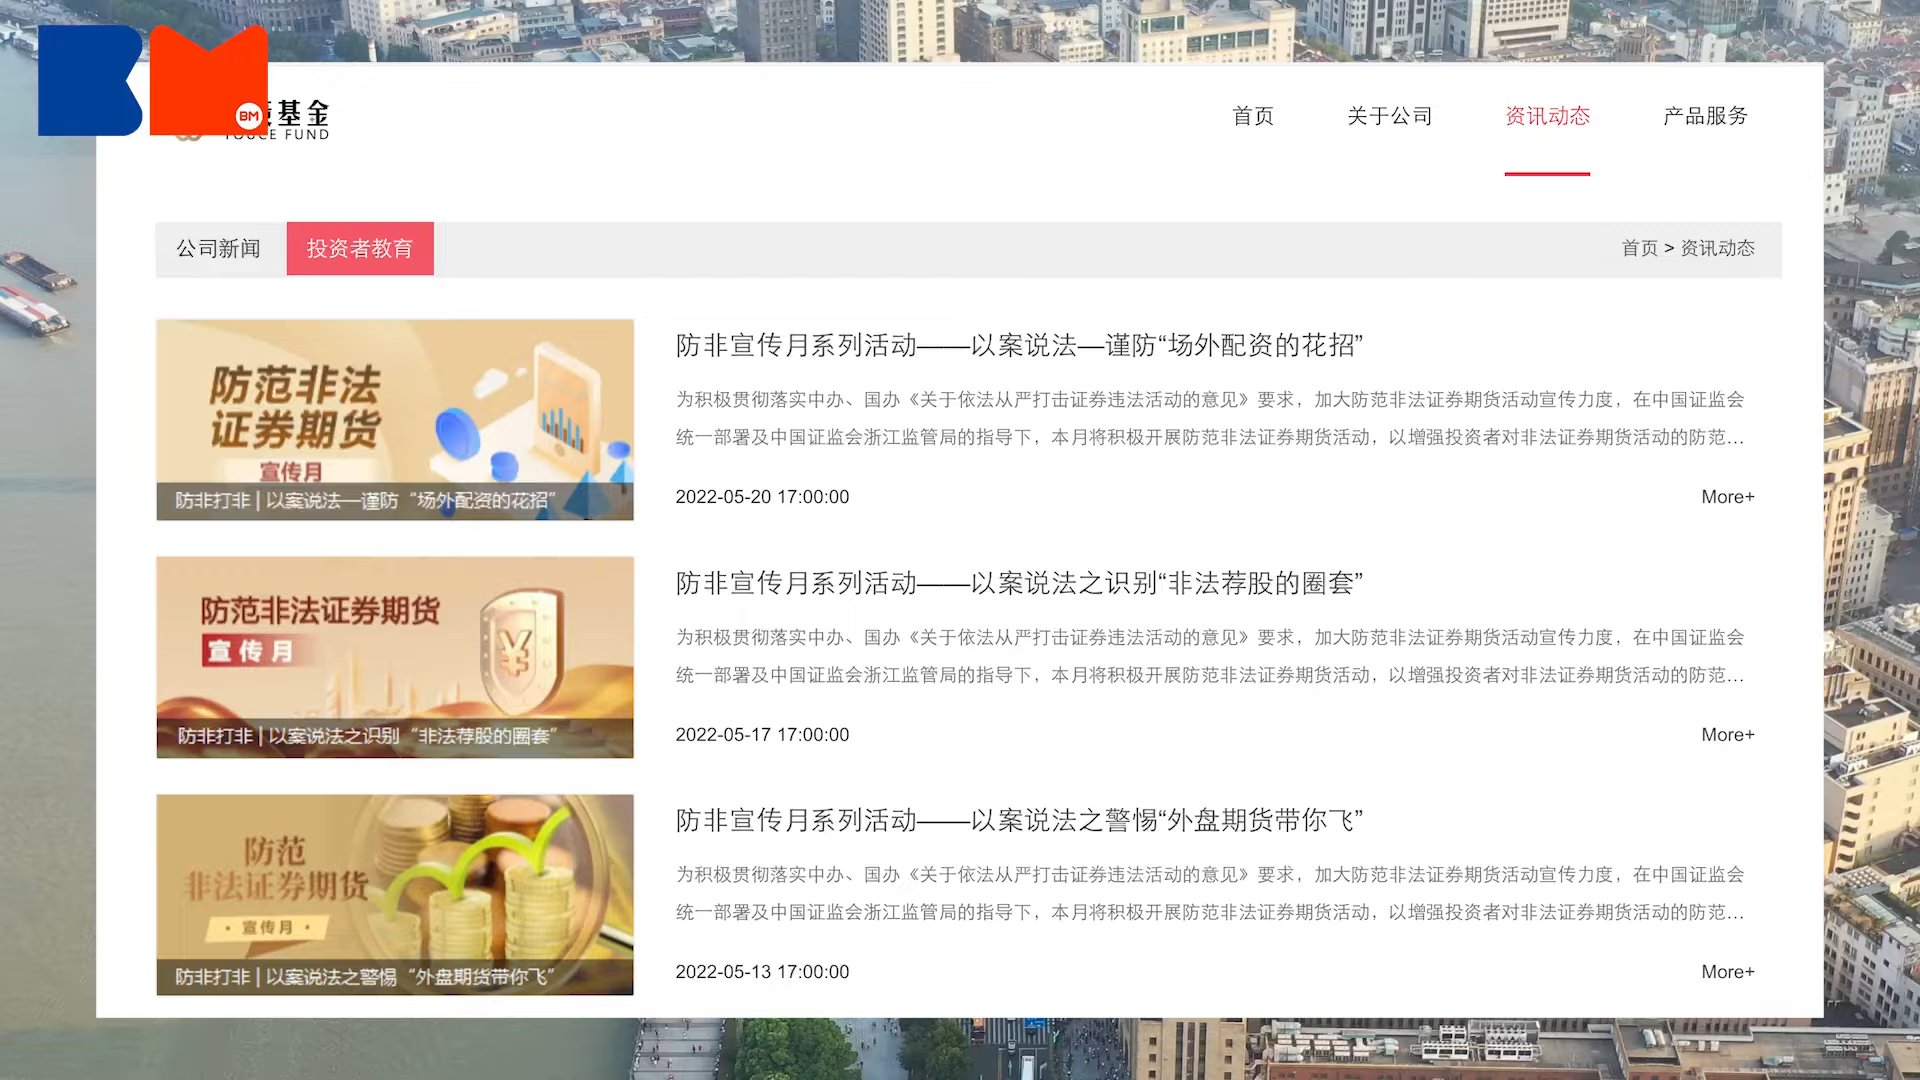 BM
基金
YOUCE FUND
首页 关于公司 资讯动态 产品服务
公司新闻 投资者教育 首页 > 资讯动态
防范非法
证券期货
宣传月
防非打非 | 以案说法—谨防“场外配资的花招”
防非宣传月系列活动——以案说法—谨防“场外配资的花招”
为积极贯彻落实中办、国办《关于依法从严打击证券违法活动的意见》要求，加大防范非法证券期货活动宣传力度，在中国证监会
统一部署及中国证监会浙江监管局的指导下，本月将积极开展防范非法证券期货活动，以增强投资者对非法证券期货活动的防范...
2022-05-20 17:00:00 More+
防范非法证券期货
宣传月
防非打非 | 以案说法之识别“非法荐股的圈套”
防非宣传月系列活动——以案说法之识别“非法荐股的圈套”
为积极贯彻落实中办、国办《关于依法从严打击证券违法活动的意见》要求，加大防范非法证券期货活动宣传力度，在中国证监会
统一部署及中国证监会浙江监管局的指导下，本月将积极开展防范非法证券期货活动，以增强投资者对非法证券期货活动的防范...
2022-05-17 17:00:00 More+
防范
非法证券期货
· 宣传月 ·
防非打非 | 以案说法之警惕“外盘期货带你飞”
防非宣传月系列活动——以案说法之警惕“外盘期货带你飞”
为积极贯彻落实中办、国办《关于依法从严打击证券违法活动的意见》要求，加大防范非法证券期货活动宣传力度，在中国证监会
统一部署及中国证监会浙江监管局的指导下，本月将积极开展防范非法证券期货活动，以增强投资者对非法证券期货活动的防范...
2022-05-13 17:00:00 More+